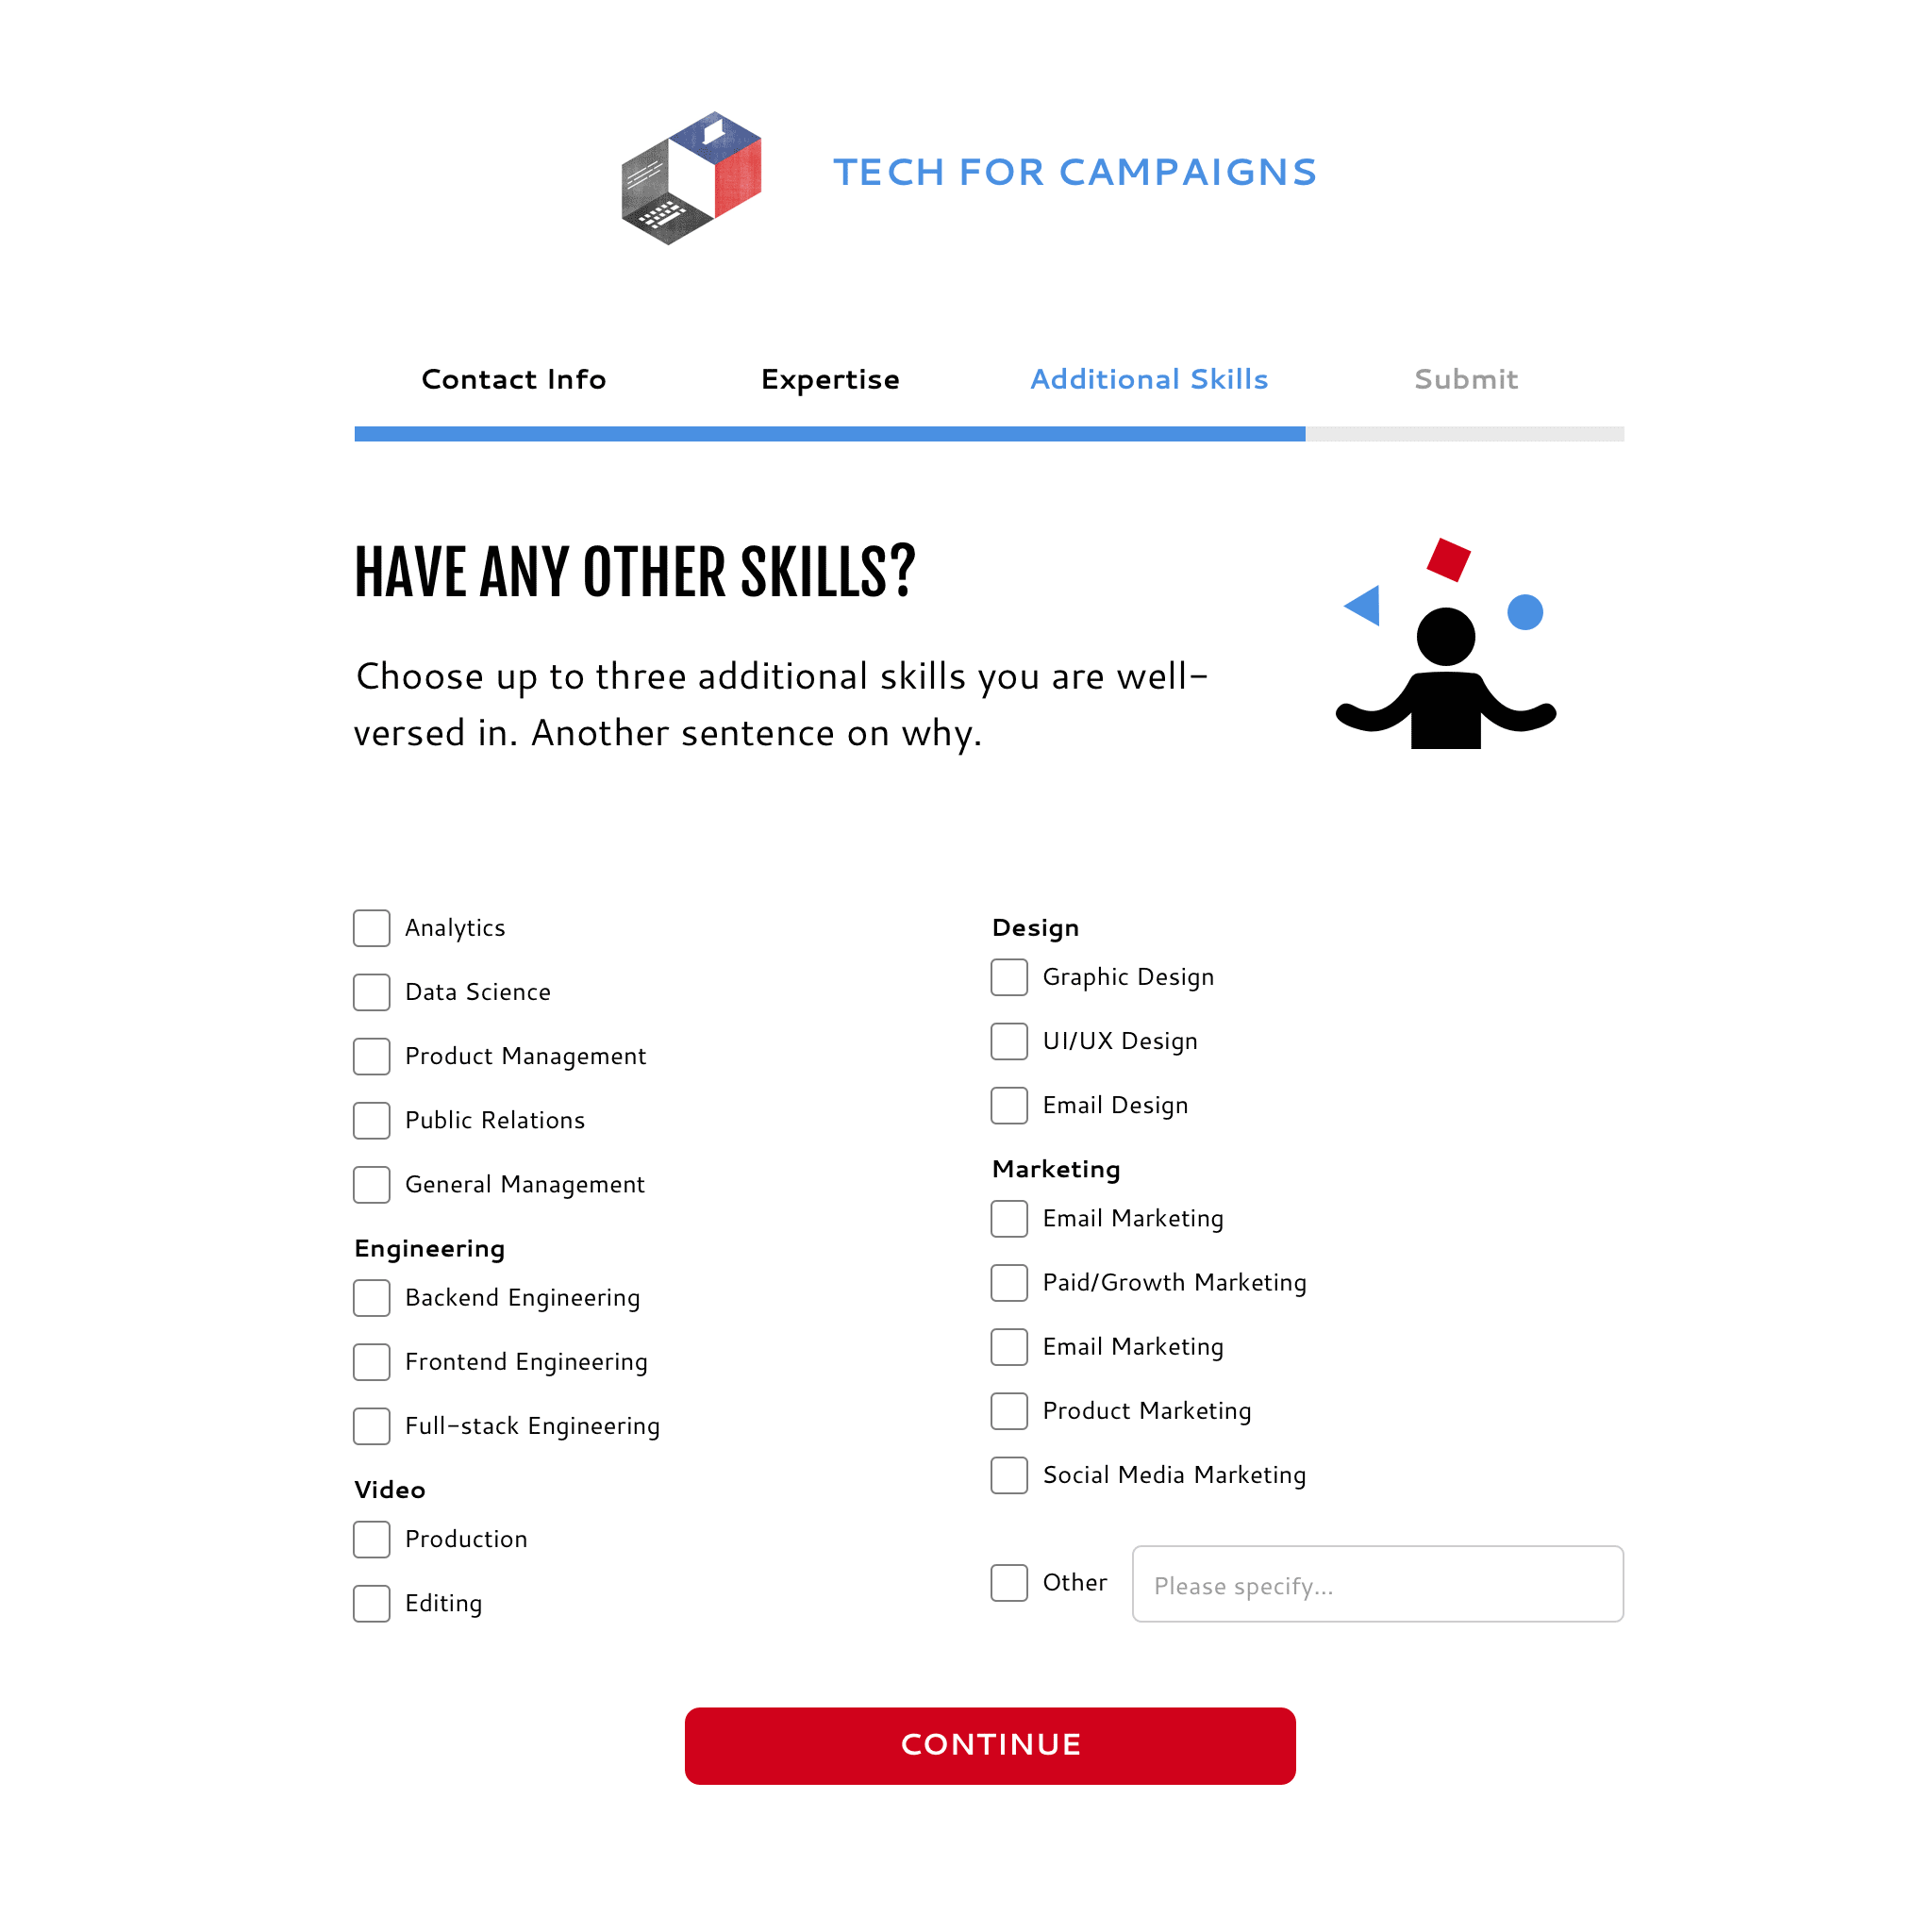 TECH FOR CAMPAIGNS
Contact Info
Expertise
Additional Skills
Submit
HAVE ANY OTHER SKILLS?
Choose up to three additional skills you are well-
versed in. Another sentence on why.
Analytics
Data Science
Product Management
Public Relations
General Management
Engineering
Backend Engineering
Frontend Engineering
Full-stack Engineering
Video
Production
Editing
Design
Graphic Design
UI/UX Design
Email Design
Marketing
Email Marketing
Paid/Growth Marketing
Email Marketing
Product Marketing
Social Media Marketing
Other
Please specify...
CONTINUE